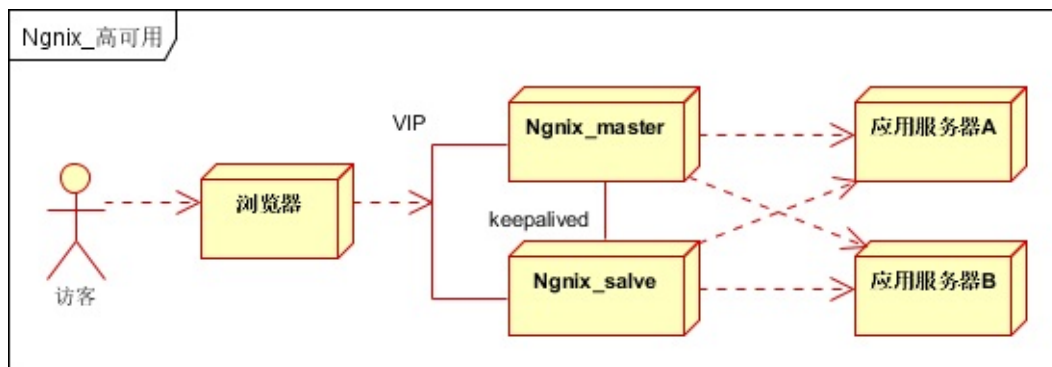 Ngnix_高可用
VIP
Ngnix_master
应用服务器A
浏览器
keepalived
Ngnix_salve
应用服务器B
访客